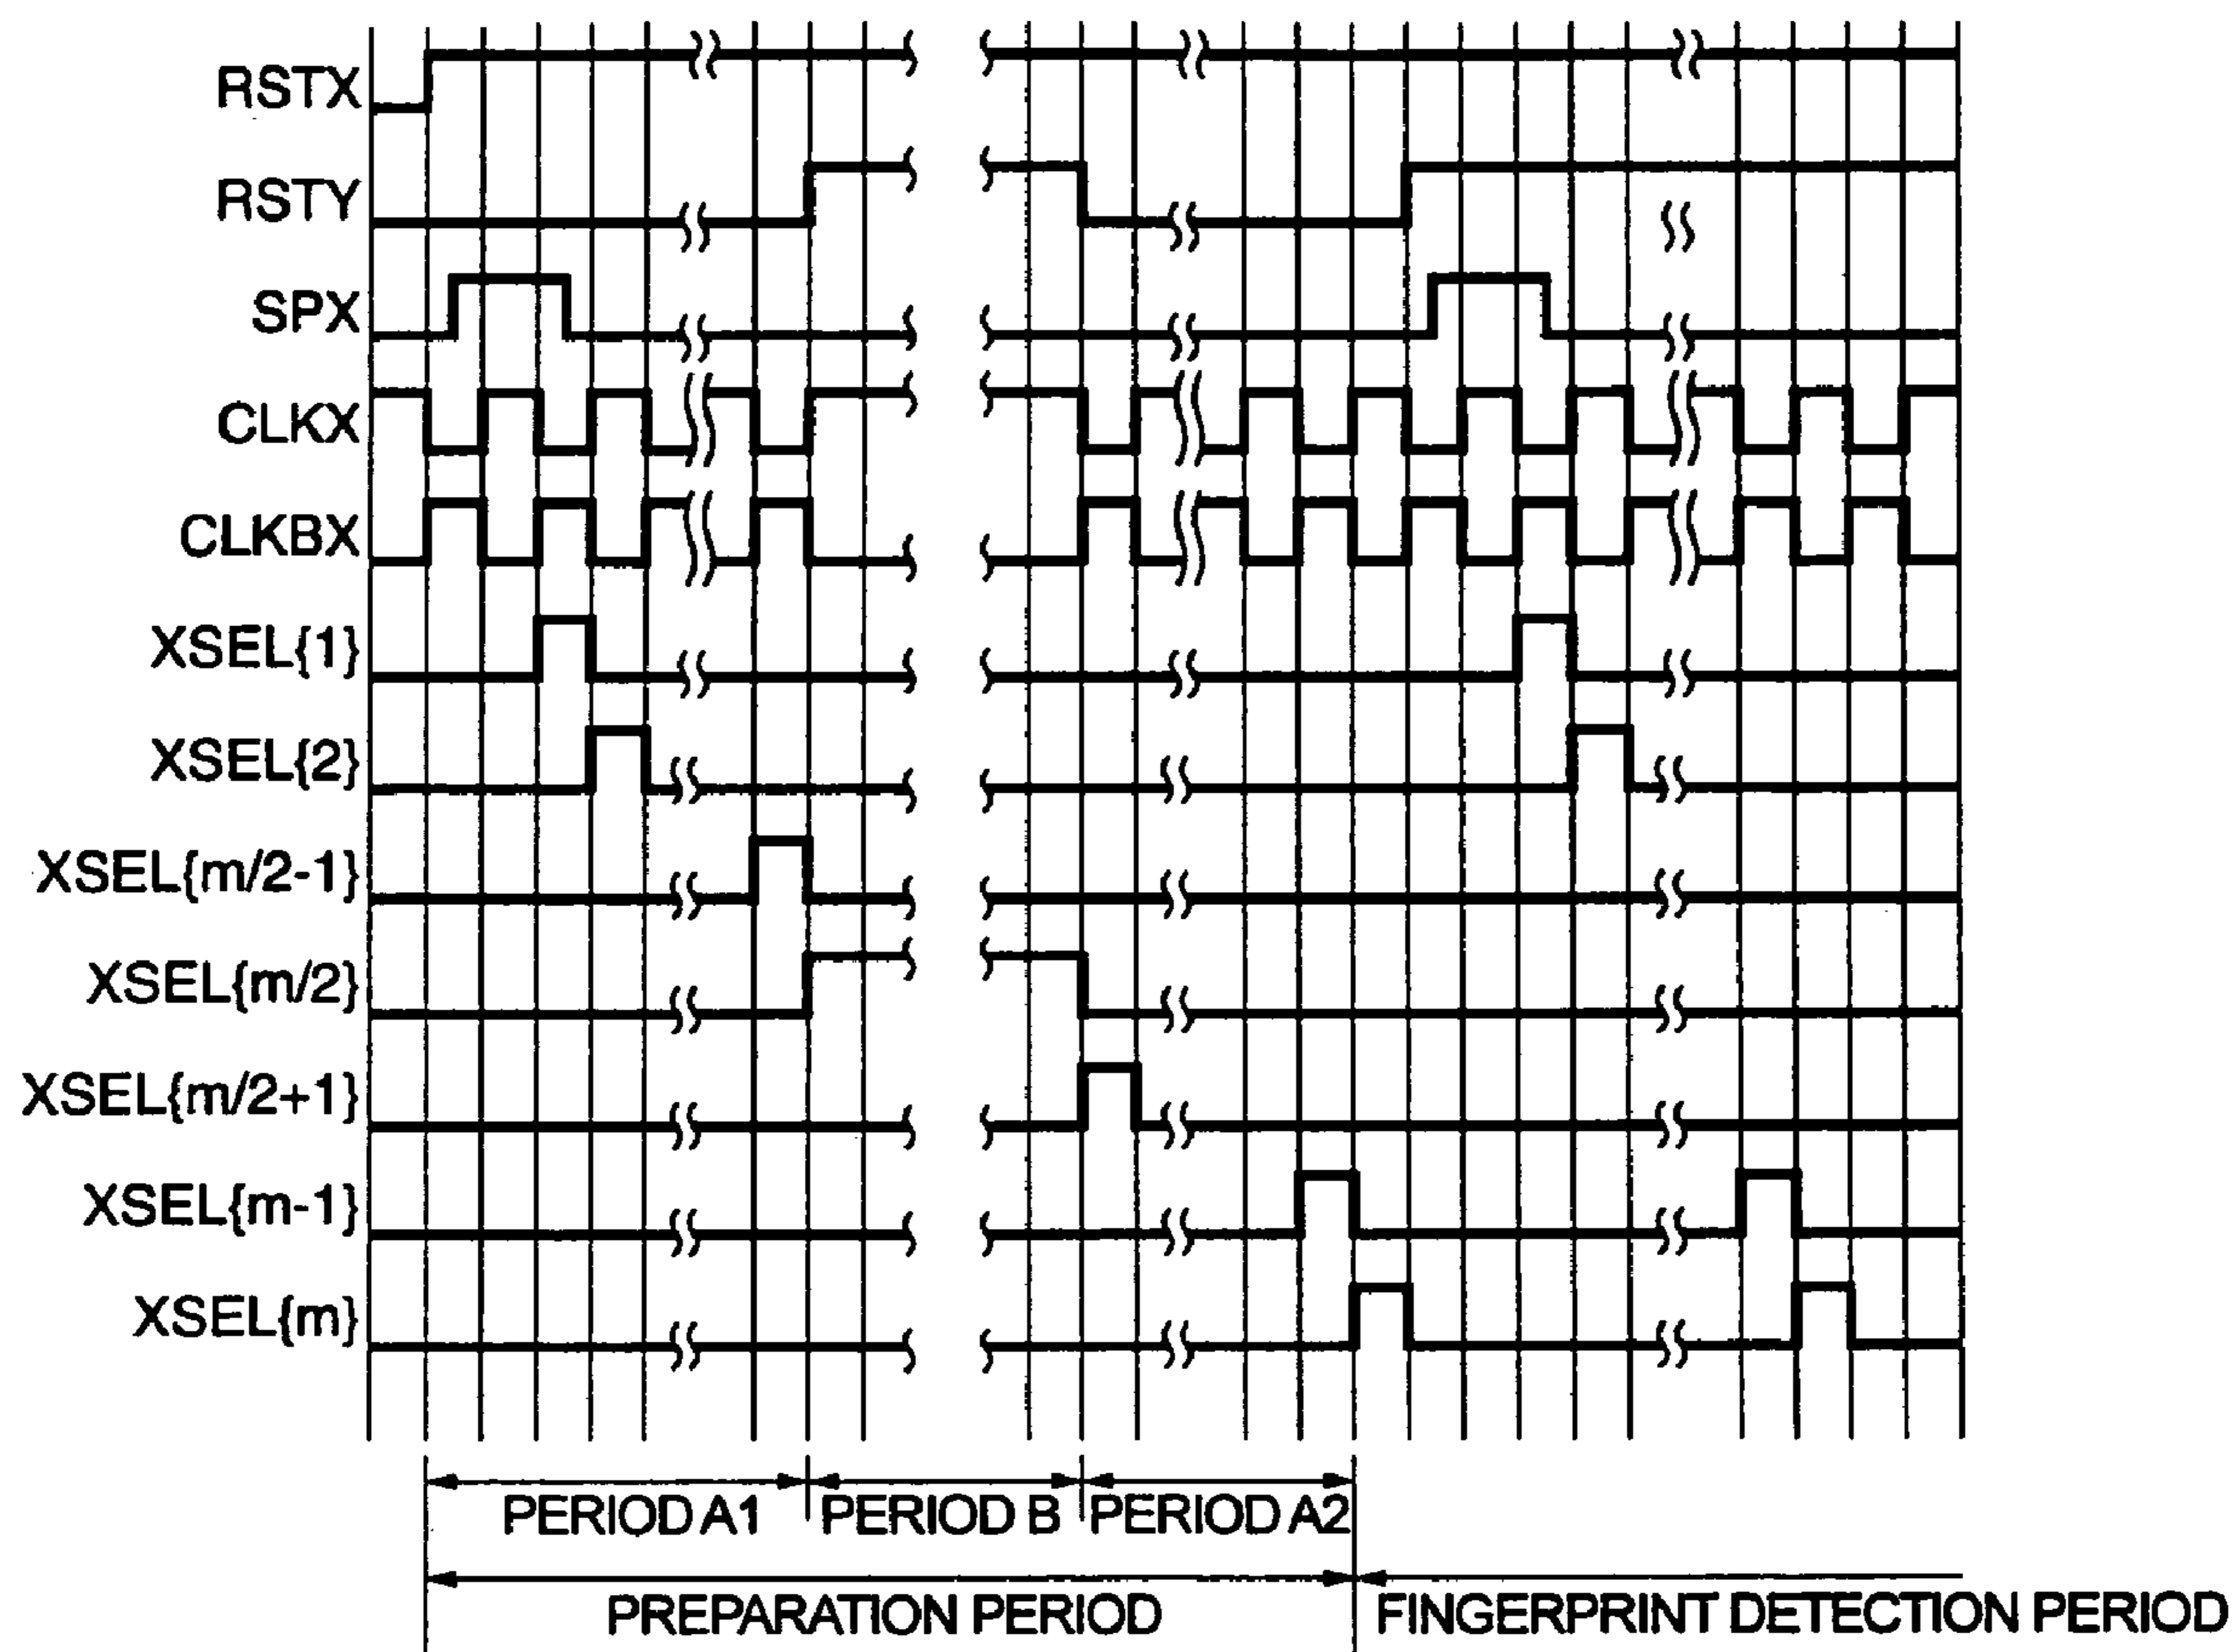 RSTX
RSTY
SPX
CLKX
CLKBX
XSEL{1}
XSEL{2}
XSEL{m/2-1}
XSEL{m/2}
XSEL{m/2+1}
XSEL{m-1}
XSEL{m}
PERIOD A1 PERIOD B PERIOD A2
PREPARATION PERIOD FINGERPRINT DETECTION PERIOD